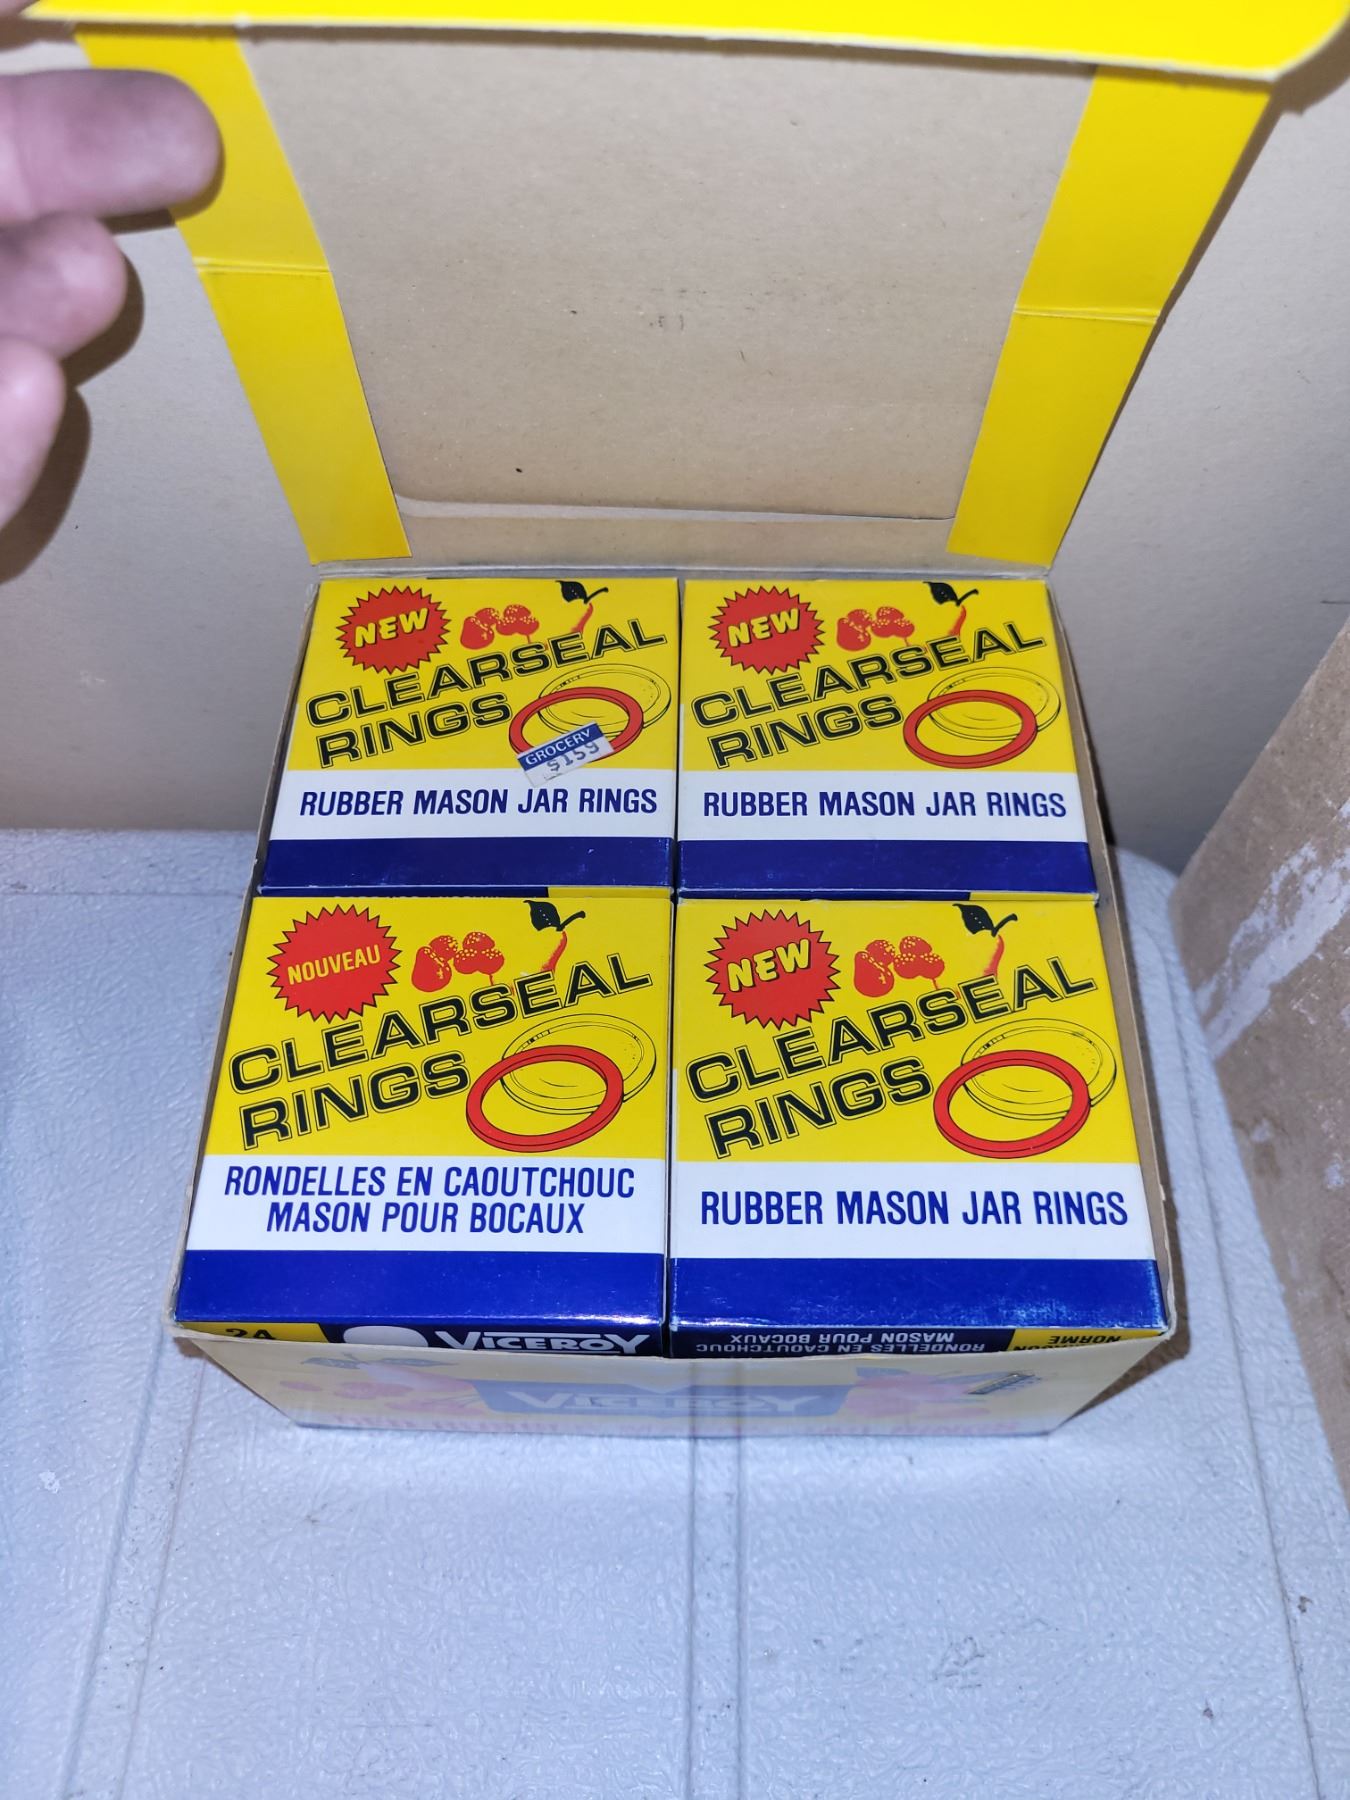 NEW
CLEARSEAL
RINGS
GROCERY
$159
RUBBER MASON JAR RINGS
NEW
CLEARSEAL
RINGS
RUBBER MASON JAR RINGS
NOUVEAU
CLEARSEAL
RINGS
RONDELLES EN CAOUTCHOUC
MASON POUR BOCAUX
NEW
CLEARSEAL
RINGS
RUBBER MASON JAR RINGS
24
VICEROY
RONDELLES EN CAOUTCHOUC
MASON POUR BOCAUX
NORME
VICEROY